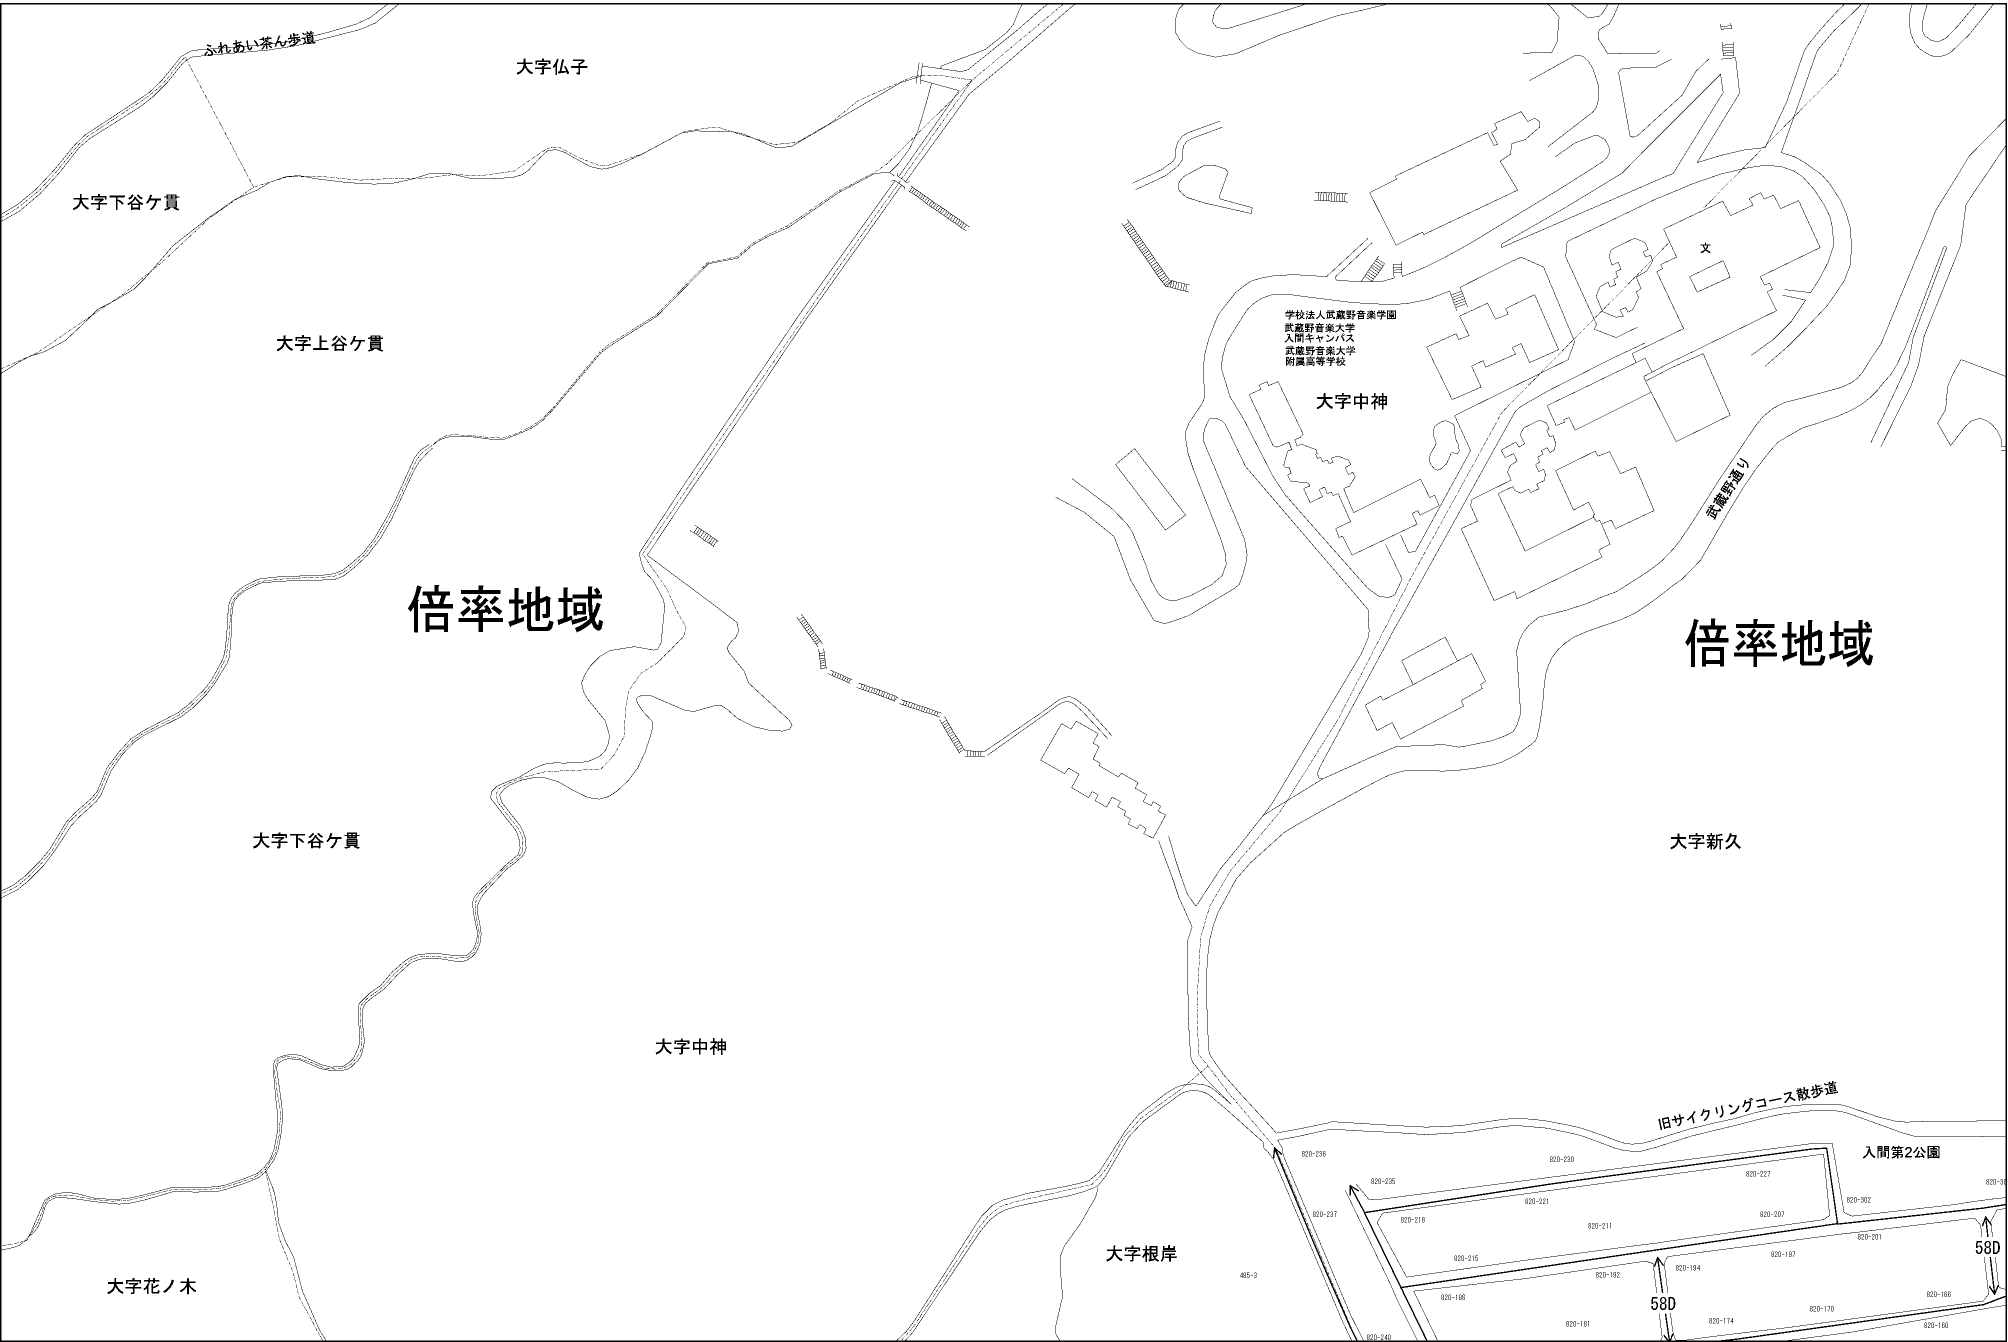 ふれあい茶ん歩道
大字仏子
大字下谷ケ貫
文
大字上谷ケ貫
学校法人武蔵野音楽学園
武蔵野音楽大学
入間キャンパス
武蔵野音楽大学
附属高等学校
大字中神
武蔵野通り
倍率地域
倍率地域
大字下谷ケ貫
大字新久
大字中神
旧サイクリングコース散歩道
入間第2公園
820-236
820-230
820-227
820-235
820-221
820-302
820-237
820-218
820-207
820-211
820-201
820-215
820-197
58D
大字根岸
485-3
820-192
820-194
大字花ノ木
820-186
58D
820-168
820-170
820-174
820-181
820-160
820-240